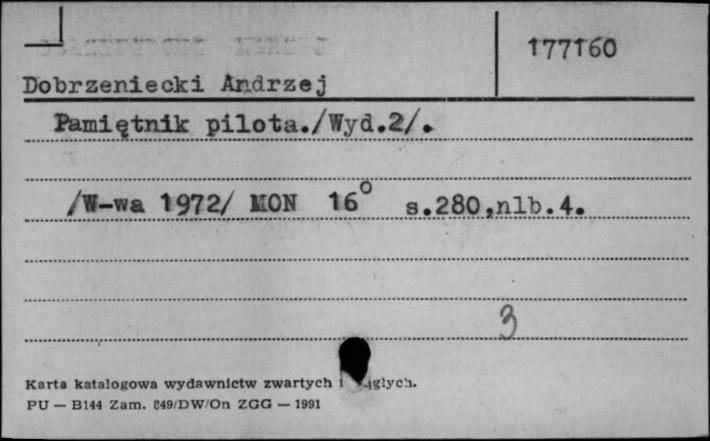 177160
Dobrzeniecki Andrzej
Pamiętnik pilota./Wyd.2/.
/W-wa 1972/ MON 16° s.280,nlb.4.
3
Karta katalogowa wydawnictw zwartych i
PU — B144 Zam. 849/DW/On ZGG — 1991